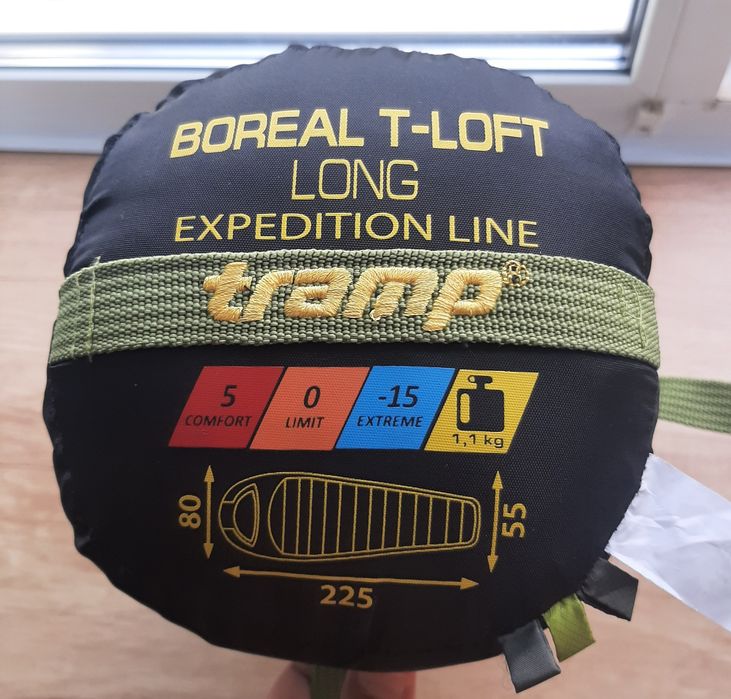 BOREAL T-LOFT
LONG
EXPEDITION LINE
tramp®
5 0 -15
COMFORT LIMIT EXTREME 1,1 kg
80
55
225